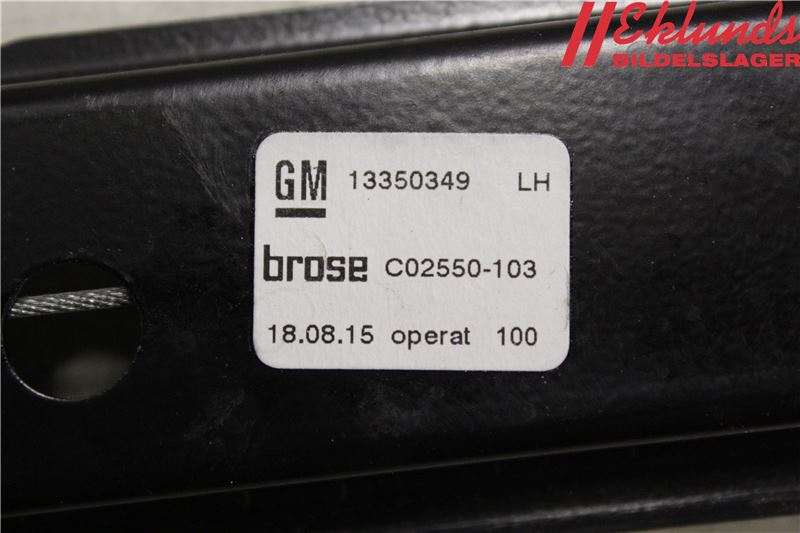 Eklunds
BILDELSLAGER
GM 13350349 LH
brose C02550-103
18.08.15 operat 100